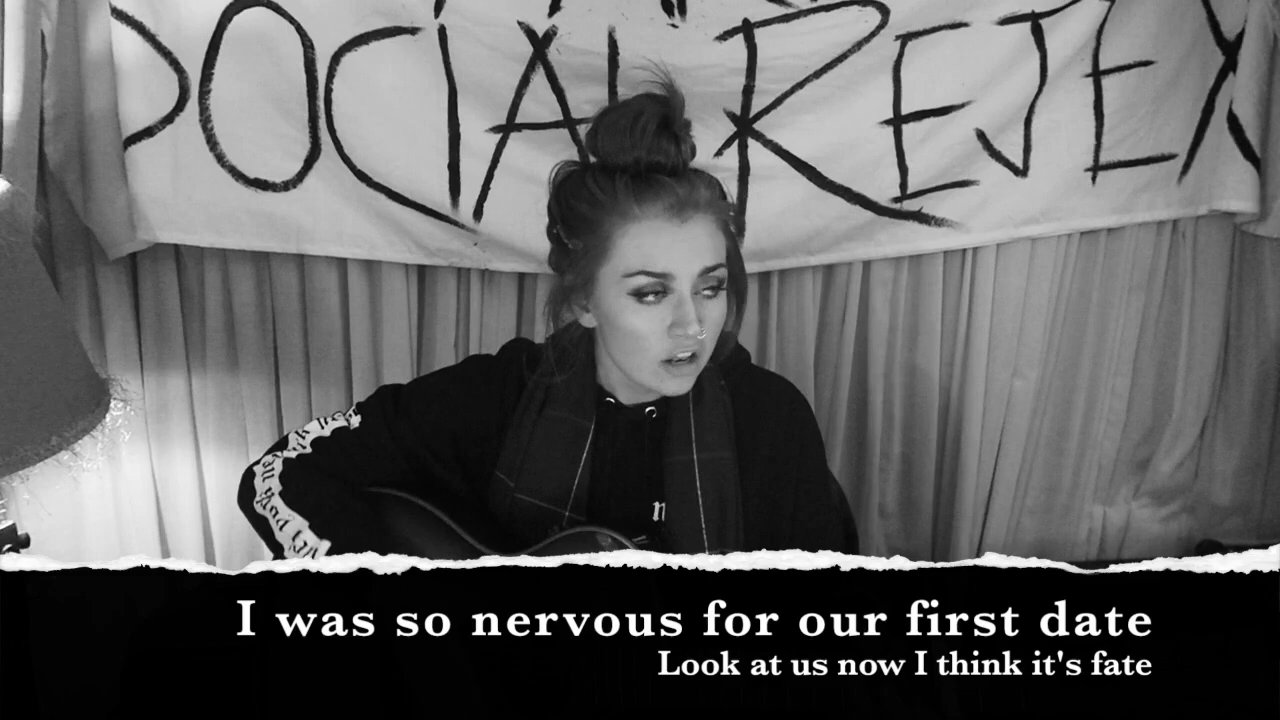 SOCIAL REJEX
I was so nervous for our first date
Look at us now I think it's fate